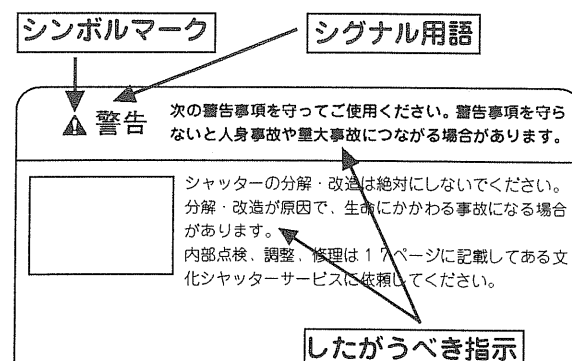 シンボルマーク
シグナル用語
警告
次の警告事項を守ってご使用ください。警告事項を守ら
ないと人身事故や重大事故につながる場合があります。
シャッターの分解・改造は絶対にしないでください。
分解・改造が原因で、生命にかかわる事故になる場合
があります。
内部点検、調整、修理は17ページに記載してある文
化シヤッターサービスに依頼してください。
したがうべき指示